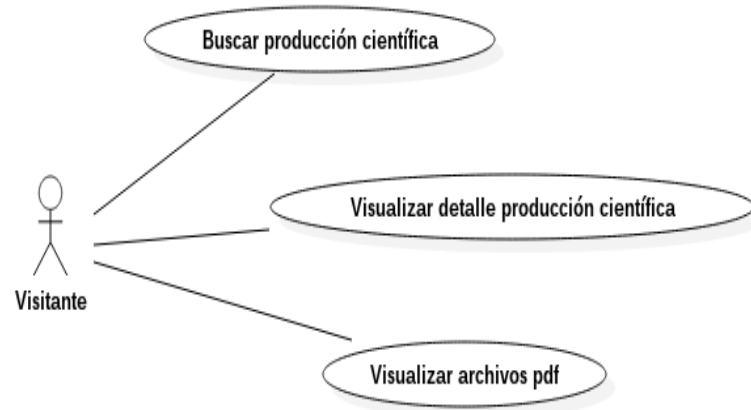 Buscar producción científica
Visualizar detalle producción científica
Visitante
Visualizar archivos pdf